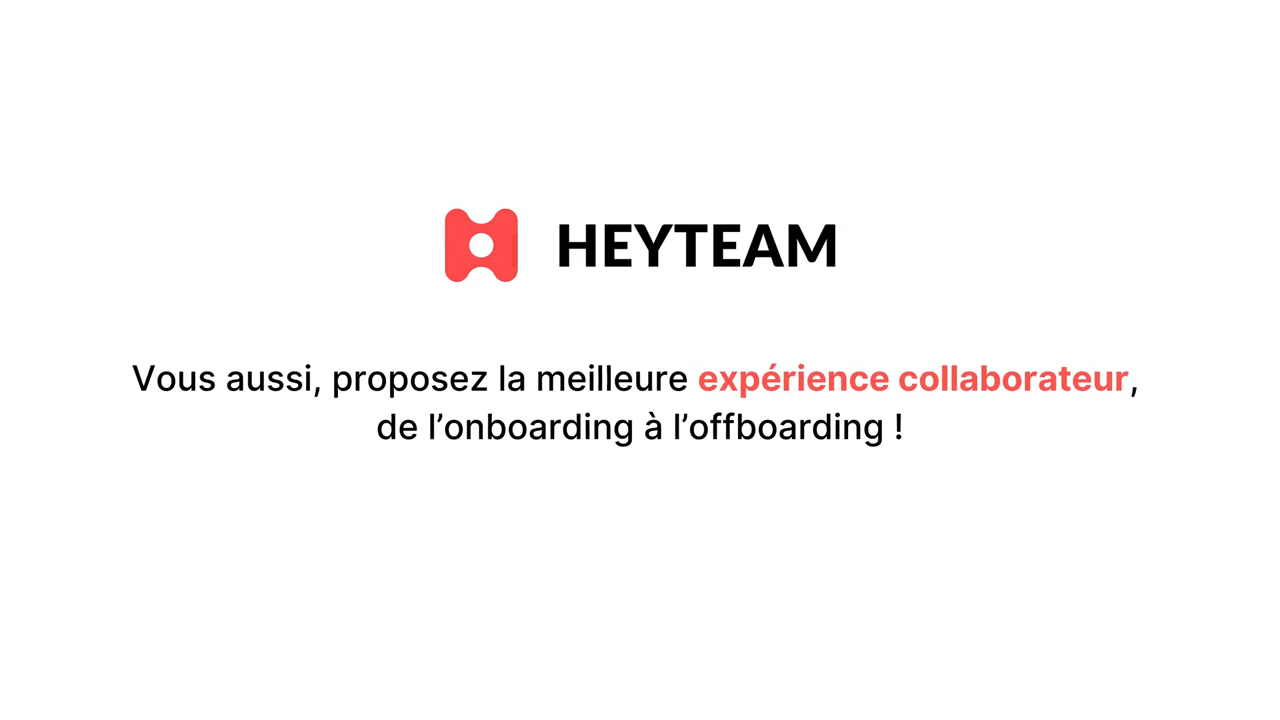 HEYTEAM
Vous aussi, proposez la meilleure expérience collaborateur,
de l’onboarding à l’offboarding !